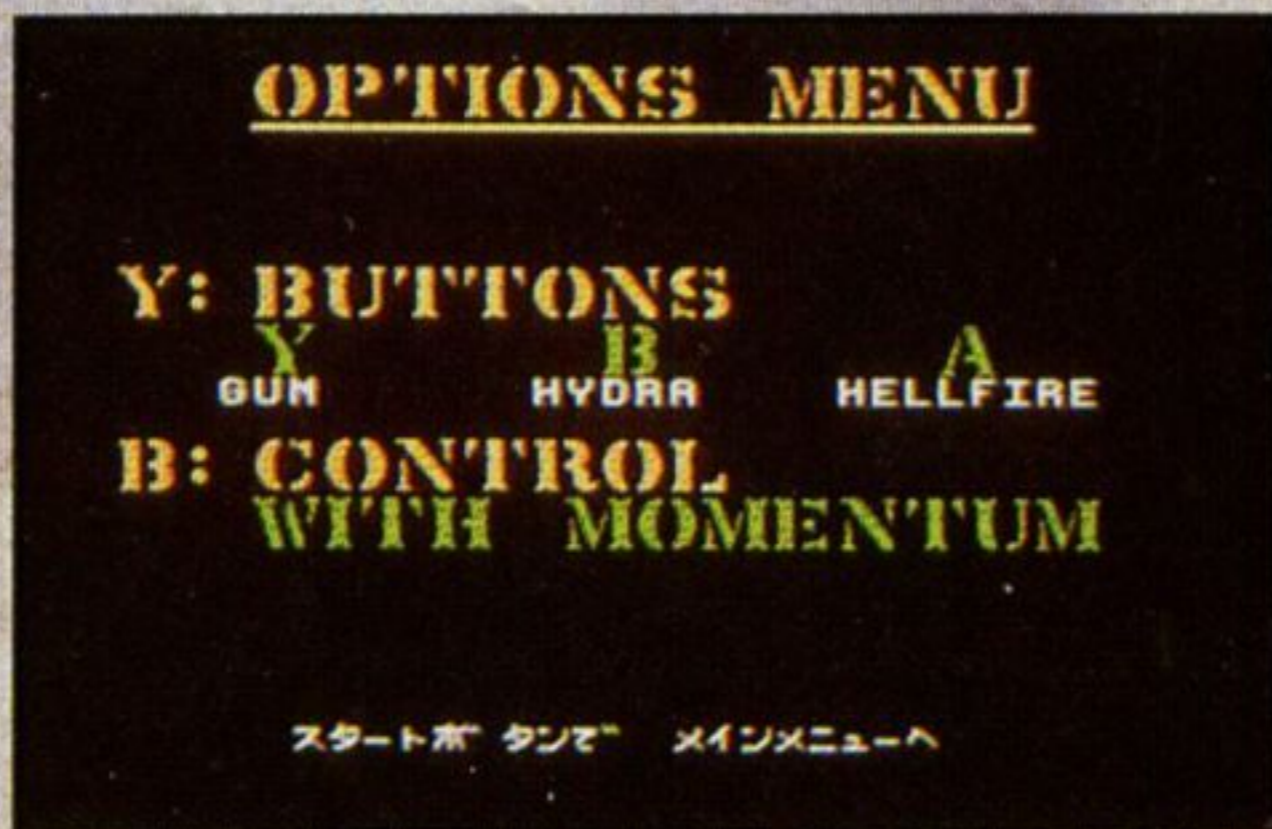 OPTIONS MENU
Y: BUTTONS
Y B A
GUN HYDRA HELLFIRE
B: CONTROL
WITH MOMENTUM
スタートボタンで メインメニューへ